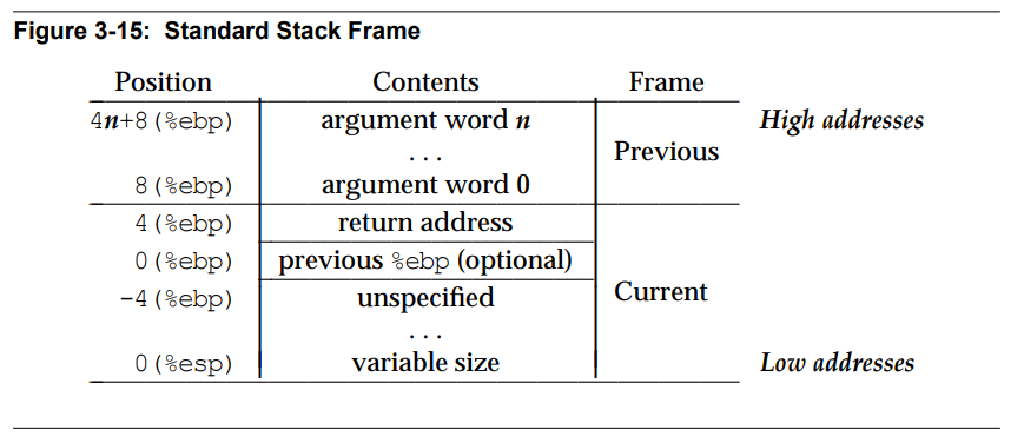 Figure 3-15: Standard Stack Frame
Position Contents Frame
4n+8(%ebp) argument word n High addresses
. . . Previous
8(%ebp) argument word 0
4(%ebp) return address
0(%ebp) previous %ebp (optional)
-4(%ebp) unspecified Current
. . .
0(%esp) variable size Low addresses